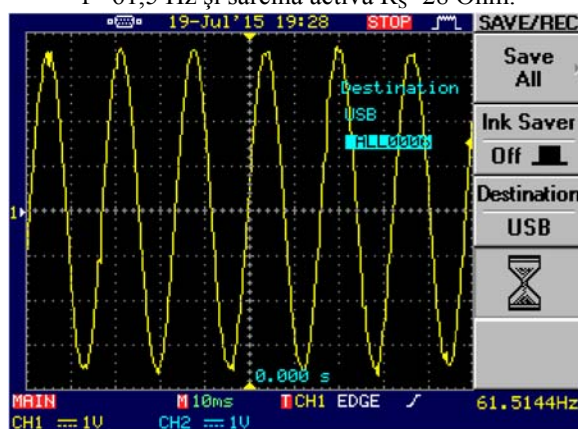 f=61,5 Hz şi sarcina activă Rs=28 Ohm.
19-Jul'15 19:28 STOP SAVE/REC
Save
All
Destination
USB
ALL0006
Ink Saver
Off
Destination
1
USB
0.000 s
MAIN M 10ms T CH1 EDGE 61.5144Hz
CH1 1V CH2 1V